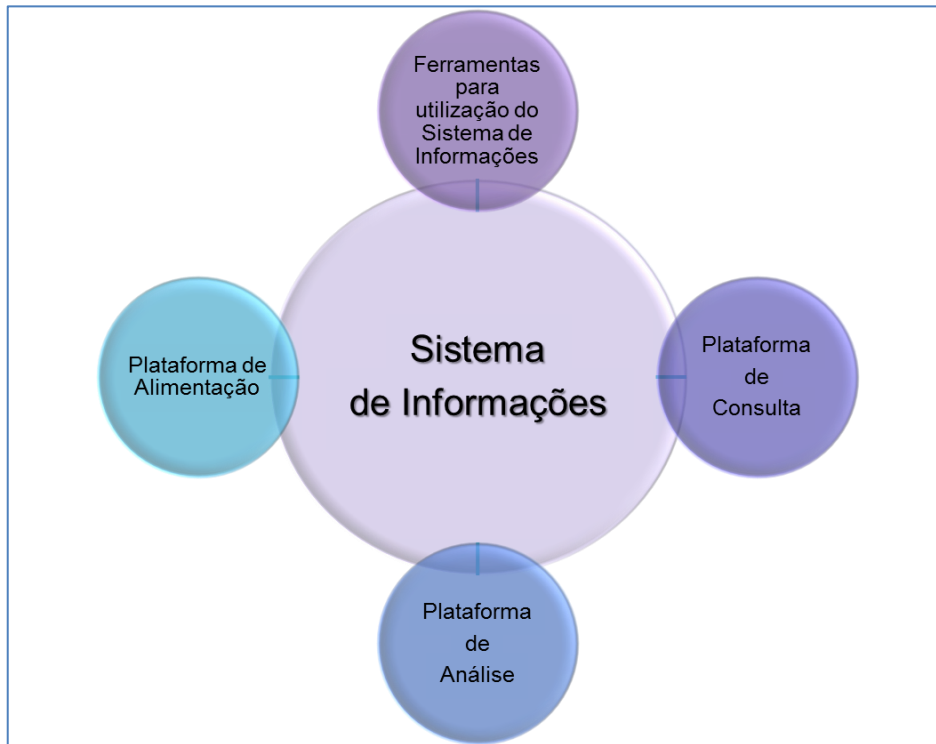 Ferramentas
para
utilização do
Sistema de
Informações
Plataforma de
Alimentação
Sistema
de Informações
Plataforma
de
Consulta
Plataforma
de
Análise